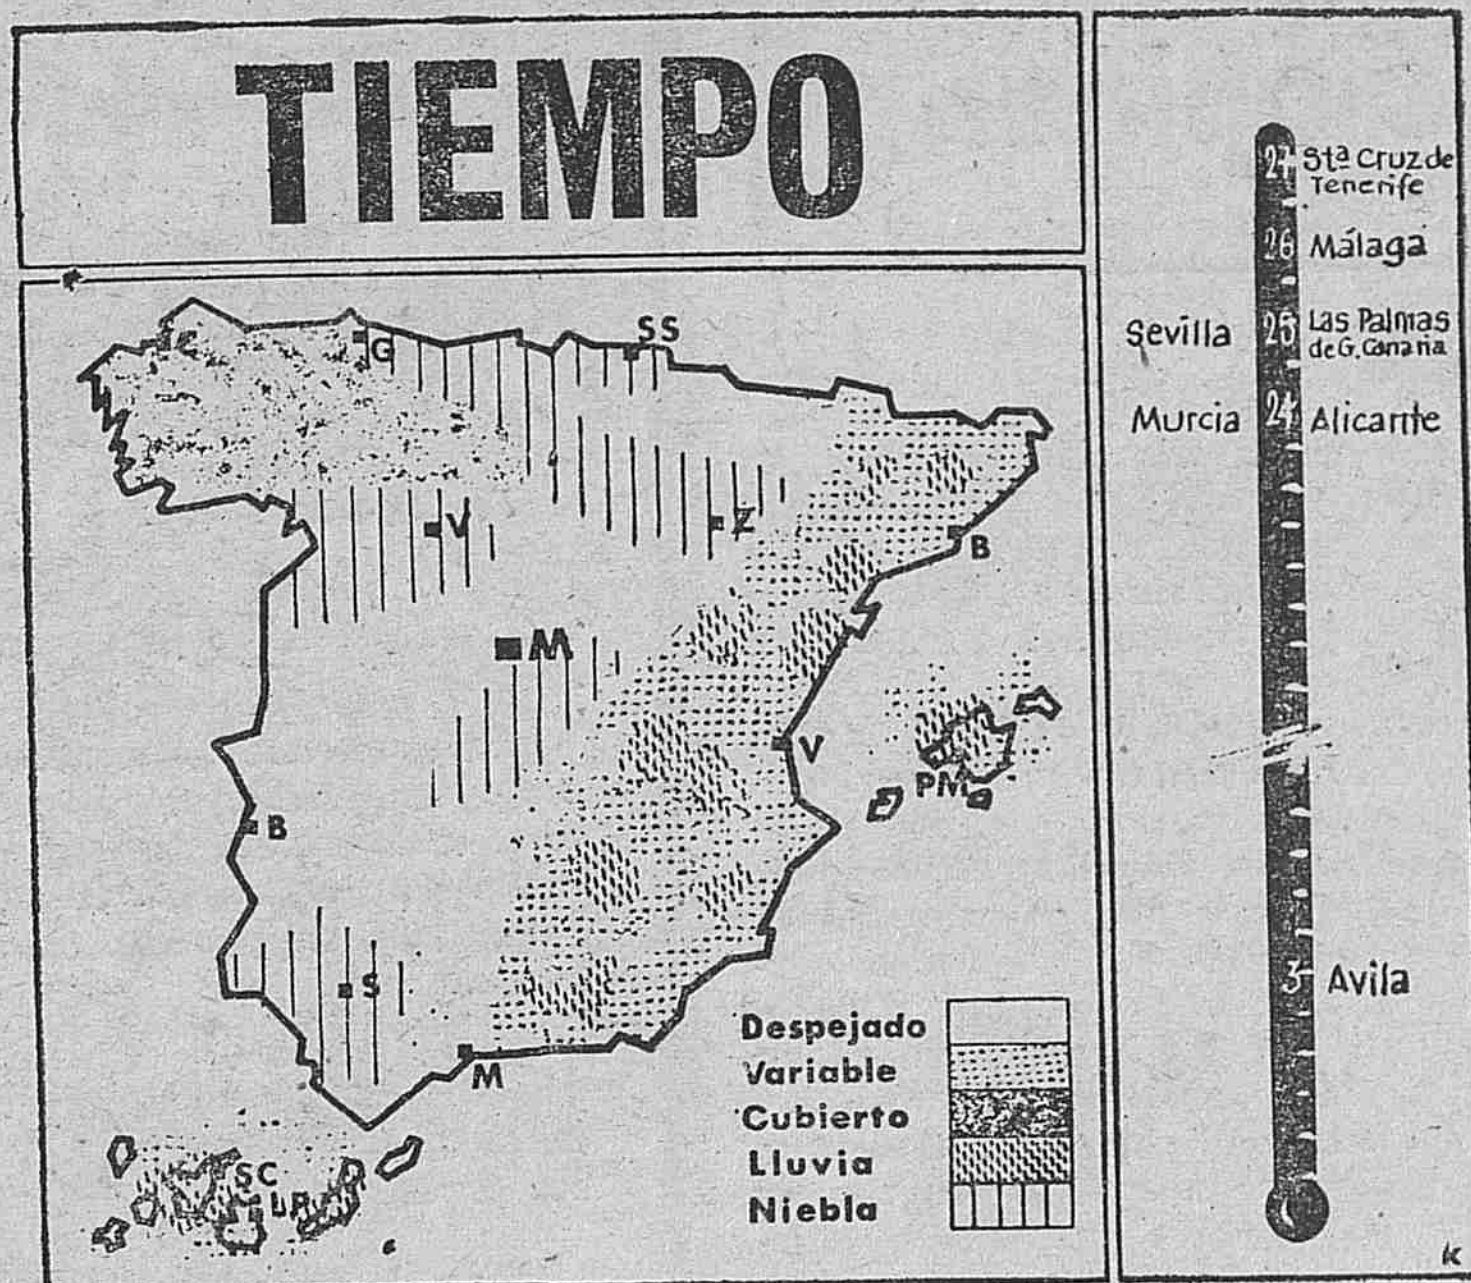 TIEMPO
G
SS
V
Z
B
M
V
PM
B
S
M
SC
LP
Despejado
Variable
Cubierto
Lluvia
Niebla
27 Stª Cruz de
Tenerife
26 Málaga
Sevilla 25 Las Palmas
de G. Canaria
Murcia 24 Alicante
3 Avila
K